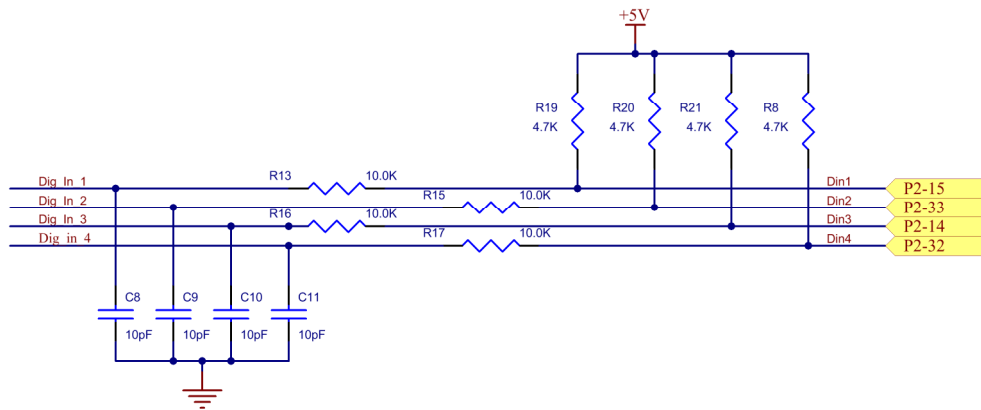 +5V
R19 R20 R21 R8
4.7K 4.7K 4.7K 4.7K
Dig In 1 R13 10.0K Din1 P2-15
Dig In 2 R15 10.0K Din2 P2-33
Dig In 3 R16 10.0K Din3 P2-14
Dig in 4 R17 10.0K Din4 P2-32
C8 C9 C10 C11
10pF 10pF 10pF 10pF